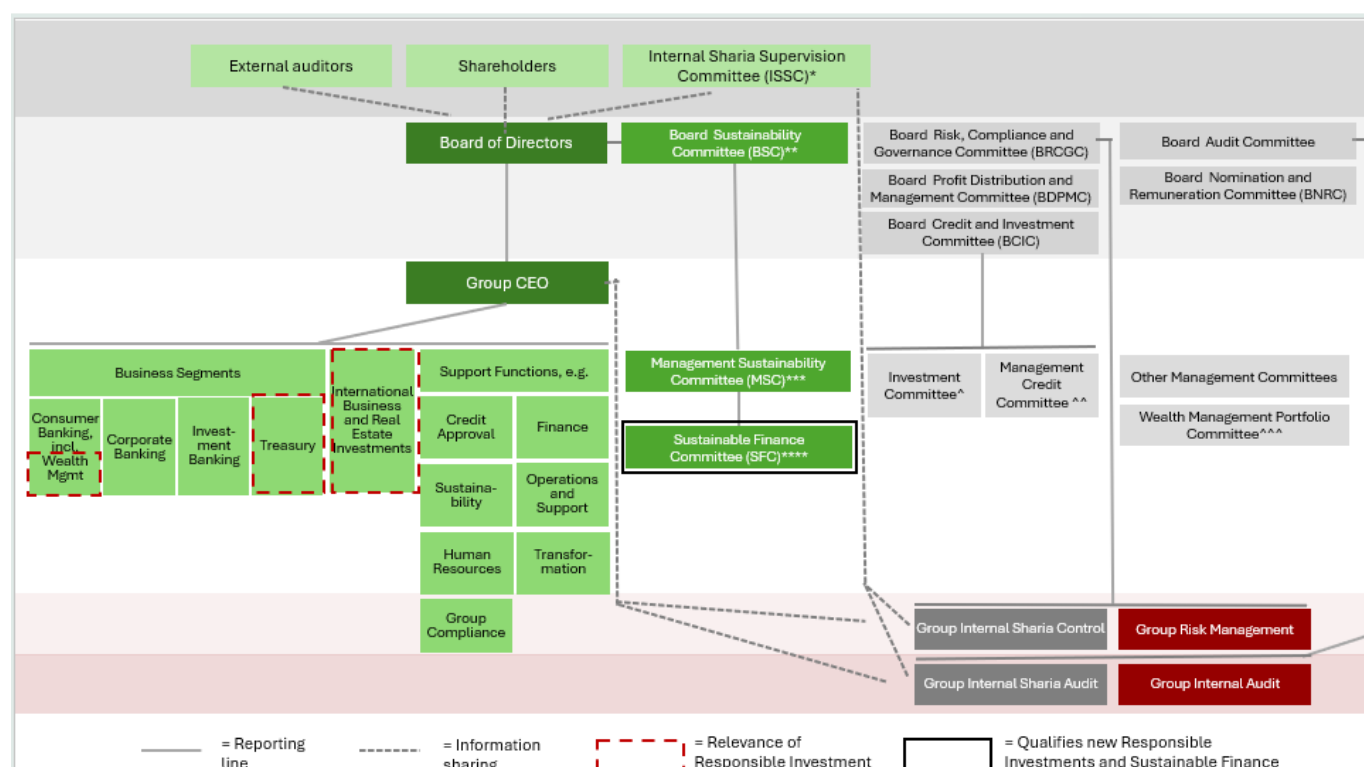 External auditors
Shareholders
Internal Sharia Supervision
Committee (ISSC)*
Board of Directors
Board Sustainability
Committee (BSC)**
Board Risk, Compliance and
Governance Committee (BRCGC)
Board Audit Committee
Board Profit Distribution and
Management Committee (BDPMC)
Board Nomination and
Remuneration Committee (BNRC)
Board Credit and Investment
Committee (BCIC)
Group CEO
Business Segments
International
Business
and Real
Estate
Investments
Support Functions, e.g.
Management Sustainability
Committee (MSC)***
Investment
Committee^
Management
Credit
Committee ^^
Other Management Committees
Consumer
Banking,
incl.
Wealth
Mgmt
Corporate
Banking
Invest-
ment
Banking
Treasury
Credit
Approval
Finance
Sustainable Finance
Committee (SFC)****
Wealth Management Portfolio
Committee^^^
Sustaina-
bility
Operations
and
Support
Human
Resources
Transfor-
mation
Group
Compliance
Group Internal Sharia Control
Group Risk Management
Group Internal Sharia Audit
Group Internal Audit
= Reporting
line
= Information
sharing
= Relevance of
Responsible Investment
= Qualifies new Responsible
Investments and Sustainable Finance